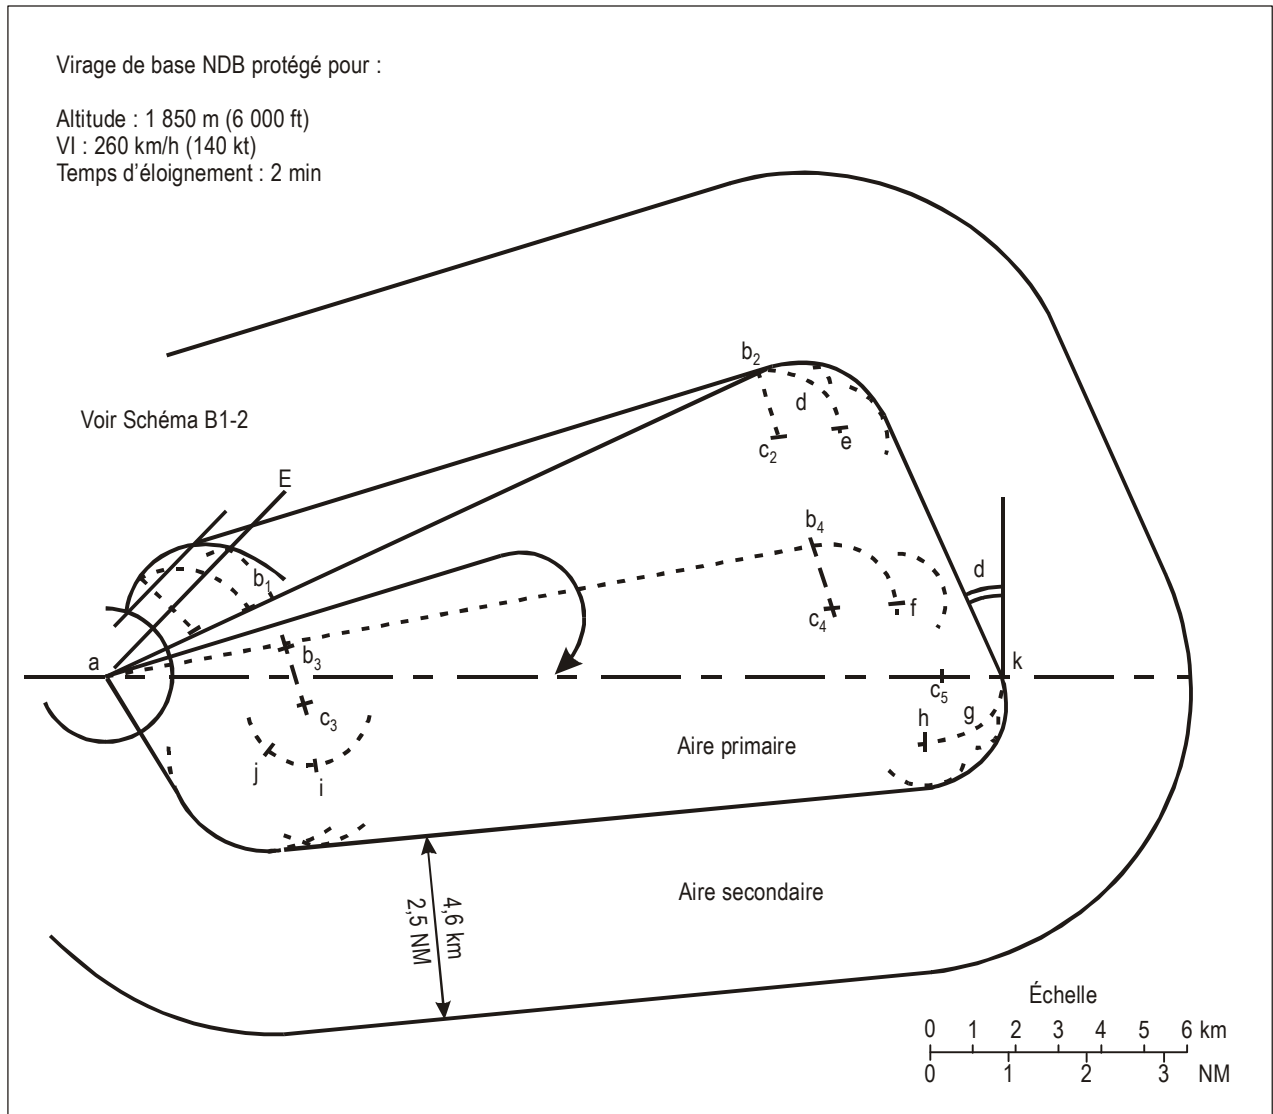 Virage de base NDB protégé pour :
Altitude : 1 850 m (6 000 ft)
VI : 260 km/h (140 kt)
Temps d'éloignement : 2 min
b2
d
c2
e
Voir Schéma B1-2
E
b4
b1
d
c4
f
a
b3
k
c5
c3
h
g
Aire primaire
j
i
Aire secondaire
4,6 km
2,5 NM
Échelle
0 1 2 3 4 5 6 km
0 1 2 3 NM